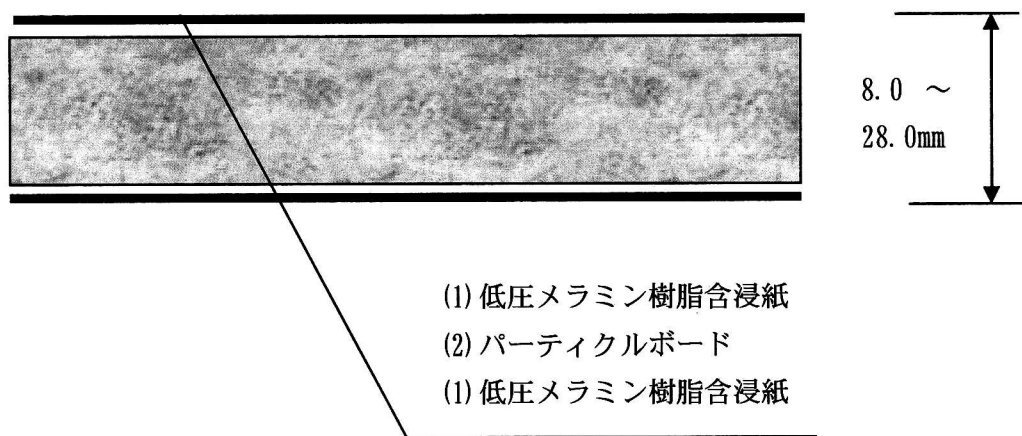 8.0 ～
28.0mm
(1) 低圧メラミン樹脂含浸紙
(2) パーティクルボード
(1) 低圧メラミン樹脂含浸紙